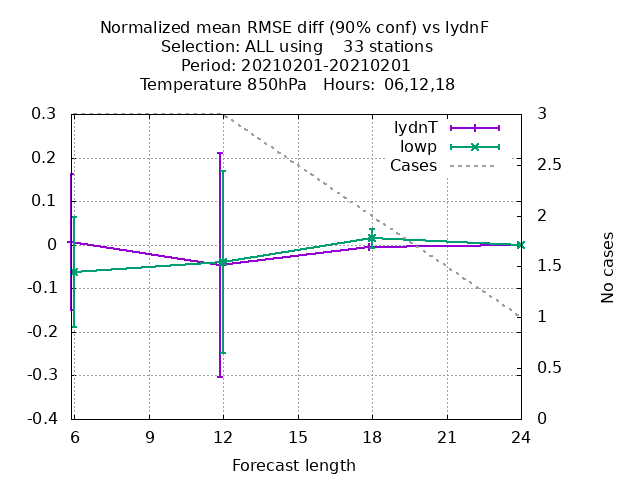 Normalized mean RMSE diff (90% conf) vs lydnF
Selection: ALL using    33 stations
Period: 20210201-20210201
Temperature 850hPa   Hours: 06,12,18
lydnT
lowp
Cases
0.3
0.2
0.1
0
-0.1
-0.2
-0.3
-0.4
3
2.5
2
1.5
1
0.5
0
No cases
6 9 12 15 18 21 24
Forecast length